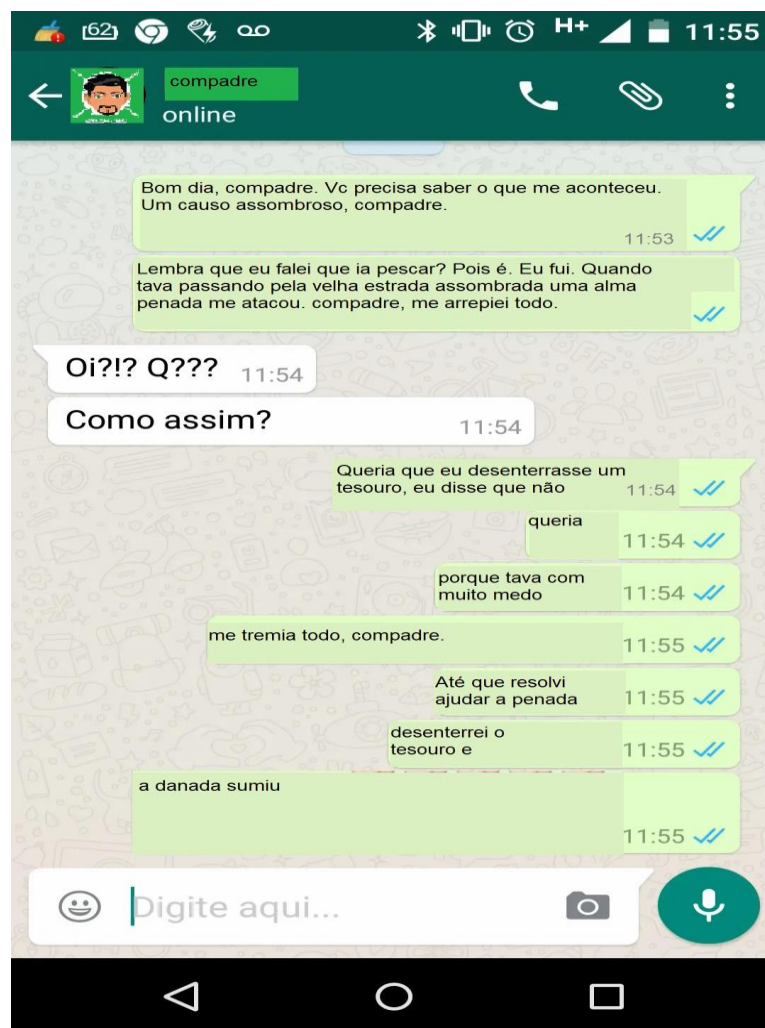 [62]
H+
11:55
compadre
online
Bom dia, compadre. Vc precisa saber o que me aconteceu.
Um causo assombroso, compadre.
11:53
Lembra que eu falei que ia pescar? Pois é. Eu fui. Quando
tava passando pela velha estrada assombrada uma alma
penada me atacou. compadre, me arrepiei todo.
Oi?!? Q??? 11:54
Como assim? 11:54
Queria que eu desenterrasse um
tesouro, eu disse que não 11:54
queria
11:54
porque tava com
muito medo 11:54
me tremia todo, compadre.
11:55
Até que resolvi
ajudar a penada 11:55
desenterrei o
tesouro e 11:55
a danada sumiu
11:55
Digite aqui...